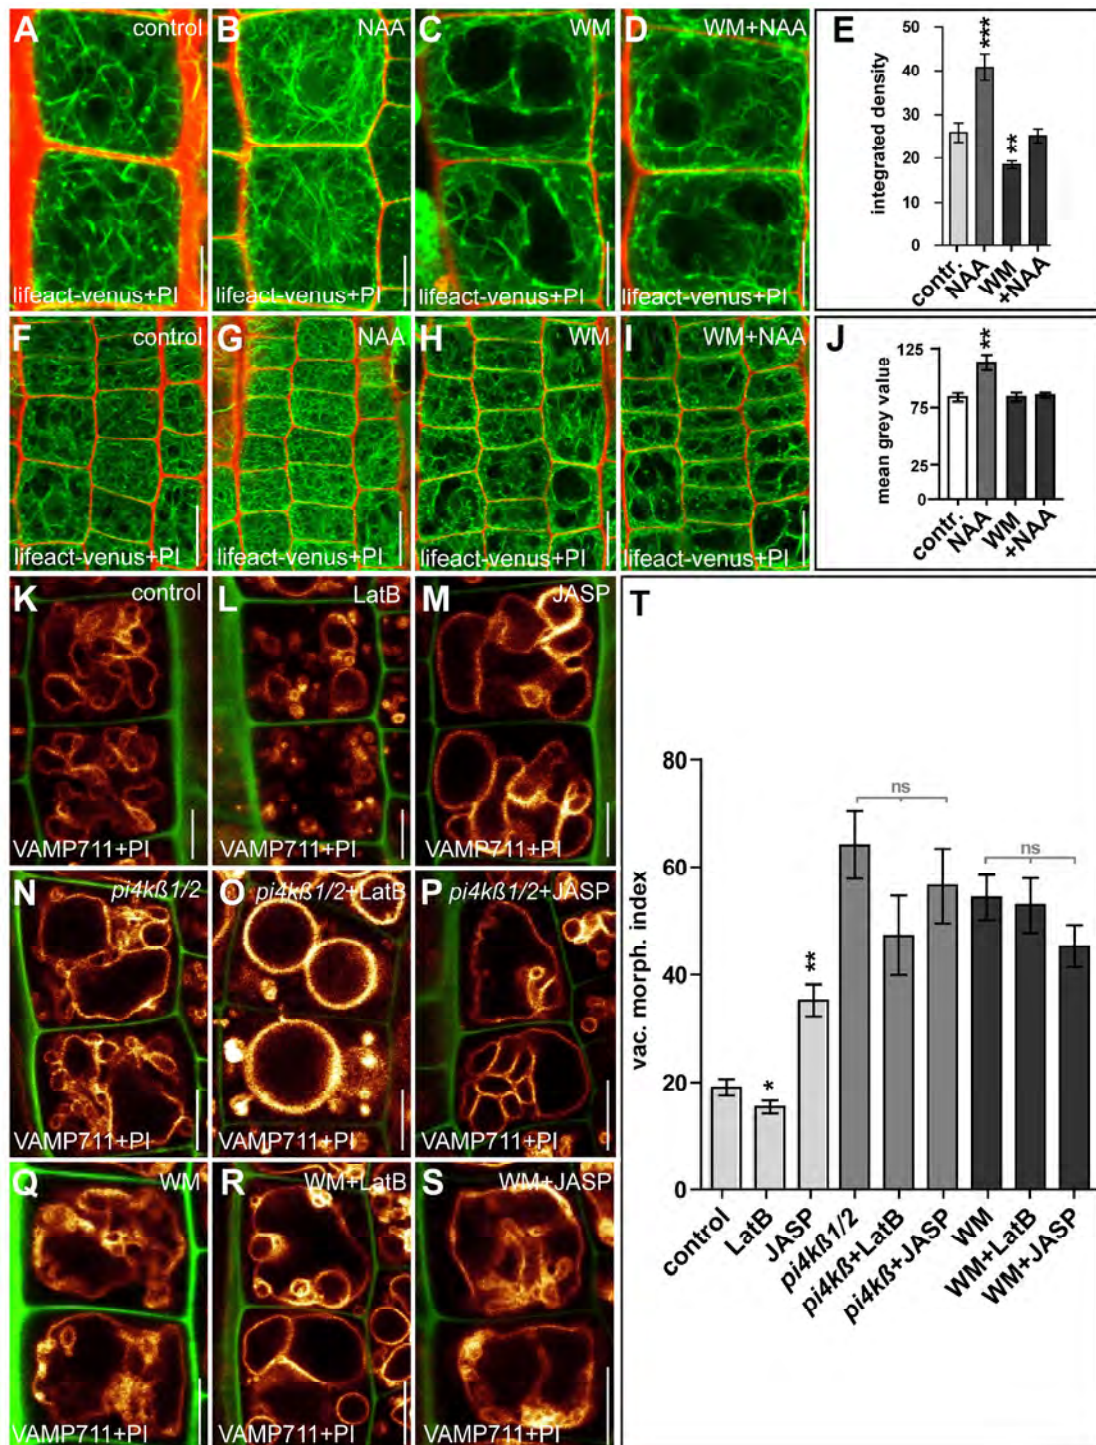 A control
lifeact-venus+PI
B NAA
lifeact-venus+PI
C WM
lifeact-venus+PI
D WM+NAA
lifeact-venus+PI
E
integrated density
50
40
30
20
10
0
***
**
contr.
NAA
WM
+NAA
F control
lifeact-venus+PI
G NAA
lifeact-venus+PI
H WM
lifeact-venus+PI
I WM+NAA
lifeact-venus+PI
J
mean grey value
125
75
25
0
**
contr.
NAA
WM
+NAA
K control
VAMP711+PI
L LatB
VAMP711+PI
M JASP
VAMP711+PI
N pi4kß1/2
VAMP711+PI
O pi4kß1/2+LatB
VAMP711+PI
P pi4kß1/2+JASP
VAMP711+PI
Q WM
VAMP711+PI
R WM+LatB
VAMP711+PI
S WM+JASP
VAMP711+PI
T
vac. morph. index
80
60
40
20
0
*
**
ns
ns
control
LatB
JASP
pi4kß1/2
pi4kß+LatB
pi4kß+JASP
WM
WM+LatB
WM+JASP